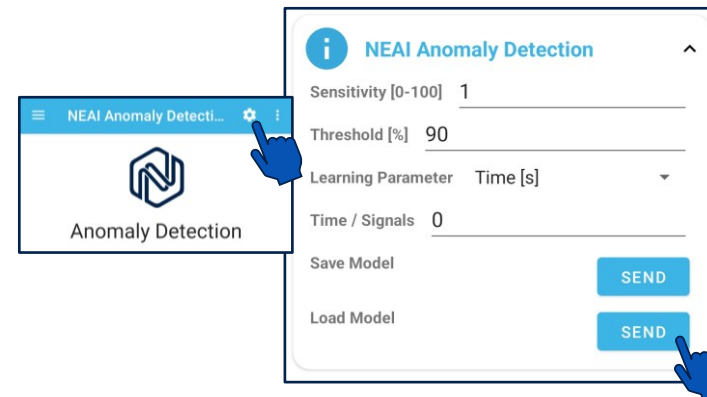 NEAI Anomaly Detecti...
Anomaly Detection
i NEAI Anomaly Detection
Sensitivity [0-100] 1
Threshold [%] 90
Learning Parameter Time [s]
Time / Signals 0
Save Model
SEND
Load Model
SEND